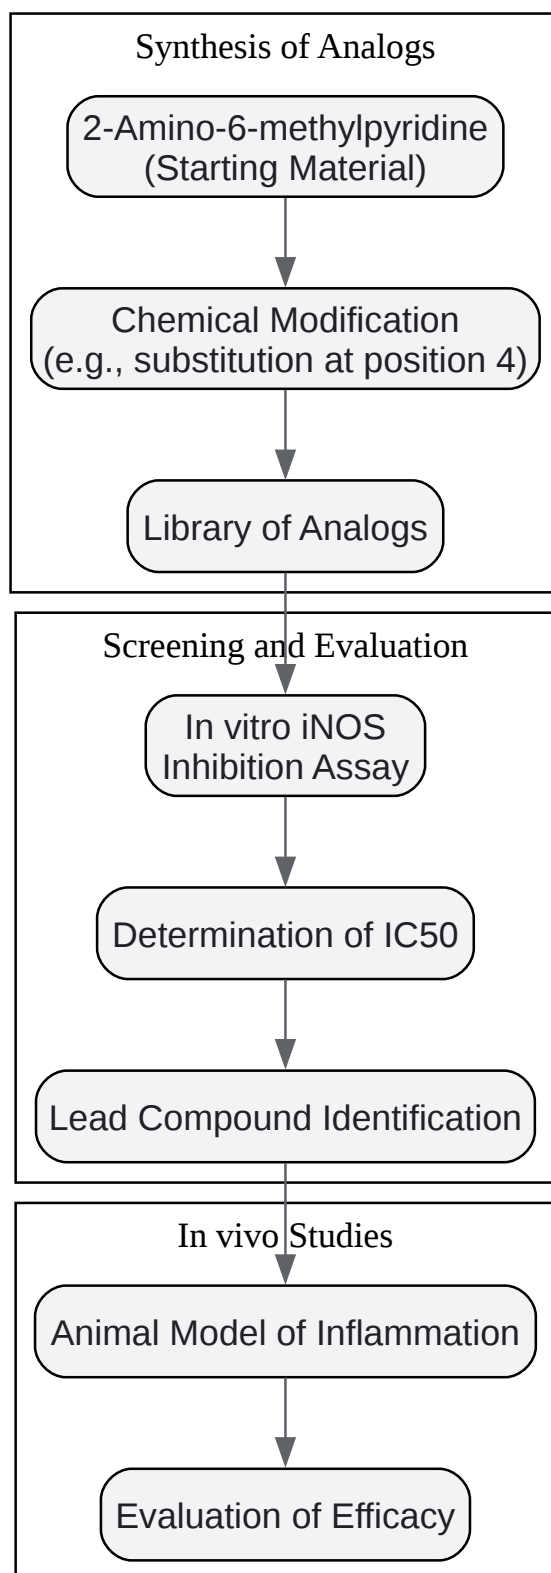 Synthesis of Analogs
2-Amino-6-methylpyridine
(Starting Material)
Chemical Modification
(e.g., substitution at position 4)
Library of Analogs
Screening and Evaluation
In vitro iNOS
Inhibition Assay
Determination of IC50
Lead Compound Identification
In vivo Studies
Animal Model of Inflammation
Evaluation of Efficacy